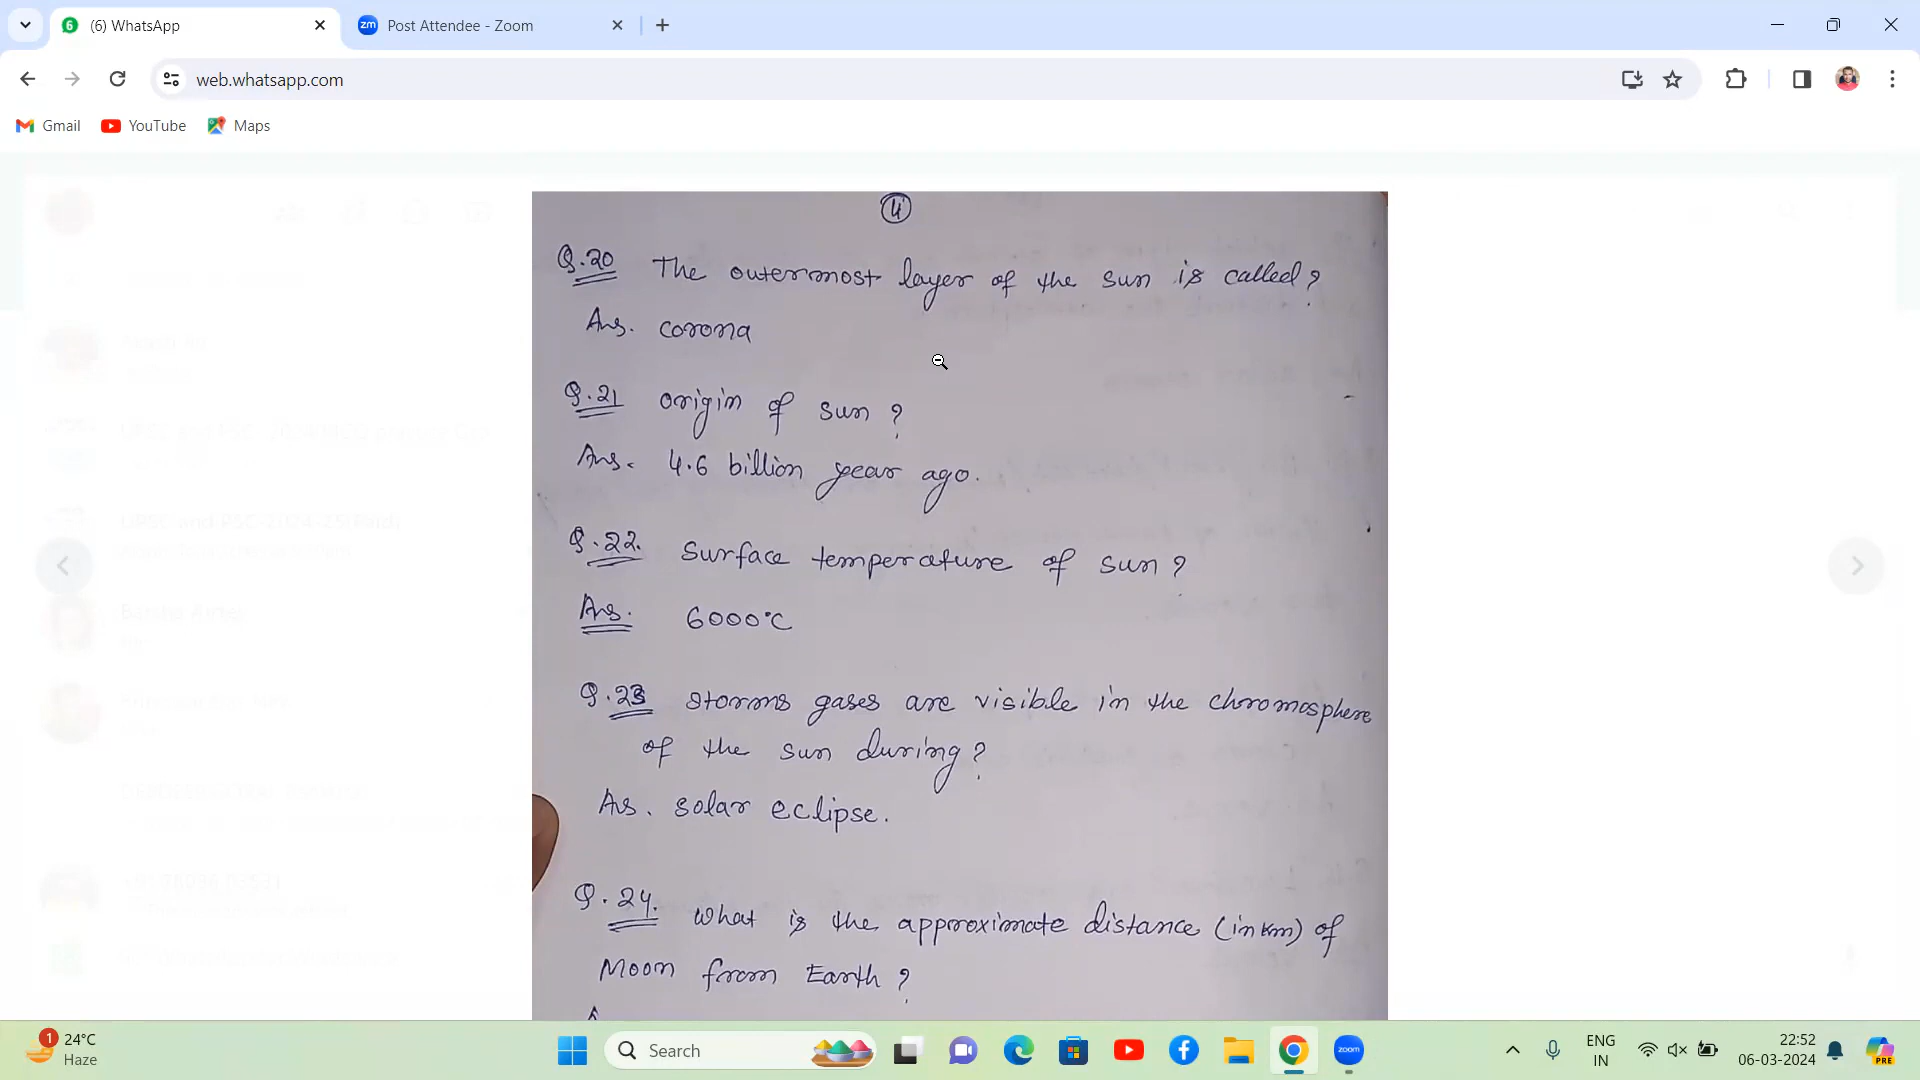 (6) WhatsApp
Post Attendee - Zoom
web.whatsapp.com
Gmail
YouTube
Maps
4
Q.20 The outermost layer of the sun is called?
Ans. corona
Q.21 origin of sun?
Ans. 4.6 billion year ago.
Q.22. Surface temperature of sun?
Ans. 6000°C
Q.23 storms gases are visible in the chromosphere
of the sun during?
As. solar eclipse.
Q.24. What is the approximate distance (in km) of
Moon from Earth?
1
24°C
Haze
Search
zoom
ENG
IN
22:52
06-03-2024
PRE